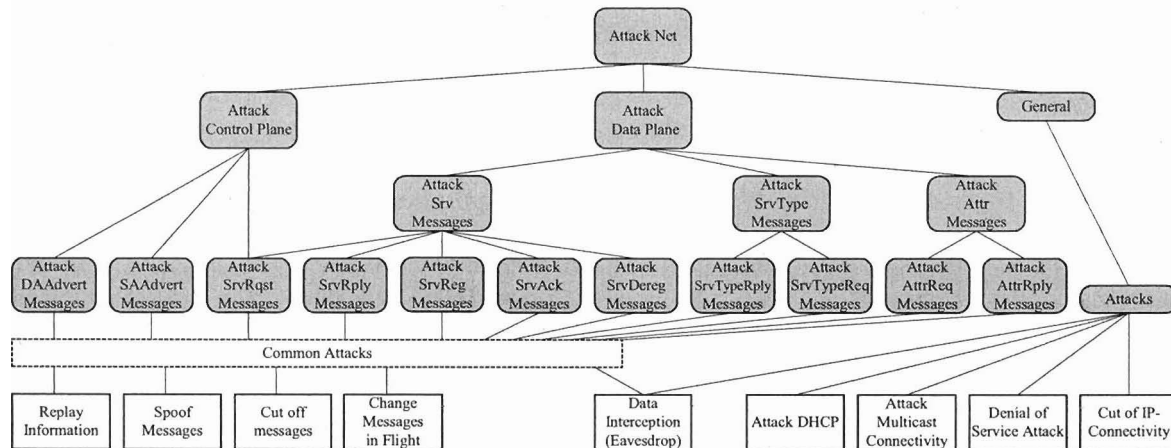 Attack Net
Attack
Control Plane
Attack
Data Plane
General
Attack
Srv
Messages
Attack
SrvType
Messages
Attack
Attr
Messages
Attack
DAAdvert
Messages
Attack
SAAdvert
Messages
Attack
SrvRqst
Messages
Attack
SrvRply
Messages
Attack
SrvReg
Messages
Attack
SrvAck
Messages
Attack
SrvDereg
Messages
Attack
SrvTypeRply
Messages
Attack
SrvTypeReq
Messages
Attack
AttrReq
Messages
Attack
AttrRply
Messages
Attacks
Common Attacks
Replay
Information
Spoof
Messages
Cut off
messages
Change
Messages
in Flight
Data
Interception
(Eavesdrop)
Attack DHCP
Attack
Multicast
Connectivity
Denial of
Service Attack
Cut of IP-
Connectivity